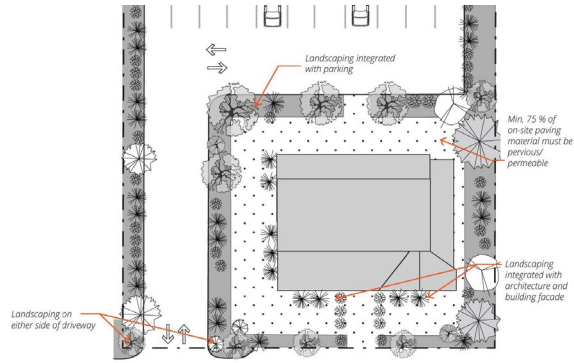 Landscaping integrated
with parking
Min. 75 % of
on-site paving
material must be
pervious/
permeable
Landscaping
integrated with
architecture and
building facade
Landscaping on
either side of driveway